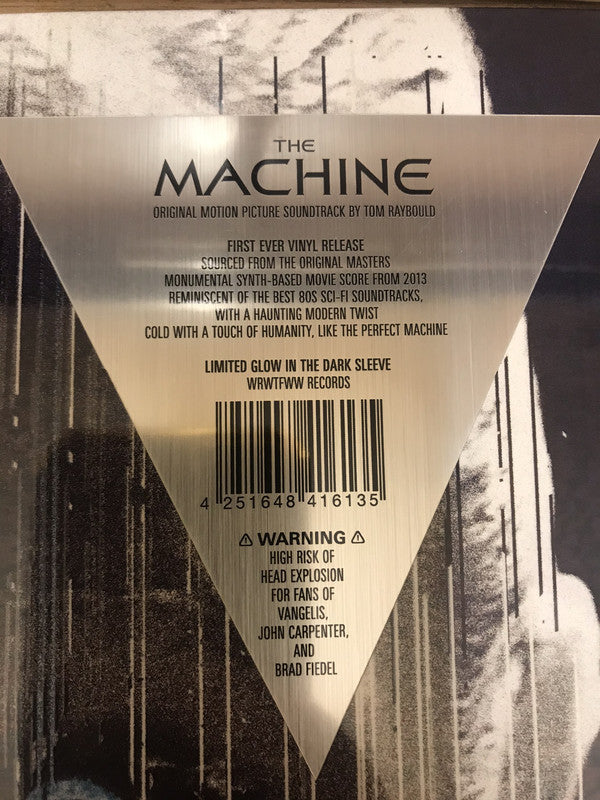 THE
MACHINE
ORIGINAL MOTION PICTURE SOUNDTRACK BY TOM RAYBOULD
FIRST EVER VINYL RELEASE
SOURCED FROM THE ORIGINAL MASTERS
MONUMENTAL SYNTH-BASED MOVIE SCORE FROM 2013
REMINISCENT OF THE BEST 80S SCI-FI SOUNDTRACKS,
WITH A HAUNTING MODERN TWIST
COLD WITH A TOUCH OF HUMANITY, LIKE THE PERFECT MACHINE
LIMITED GLOW IN THE DARK SLEEVE
WRWTFWW RECORDS
4 251648 416135
⚠ WARNING ⚠
HIGH RISK OF
HEAD EXPLOSION
FOR FANS OF
VANGELIS,
JOHN CARPENTER,
AND
BRAD FIEDEL